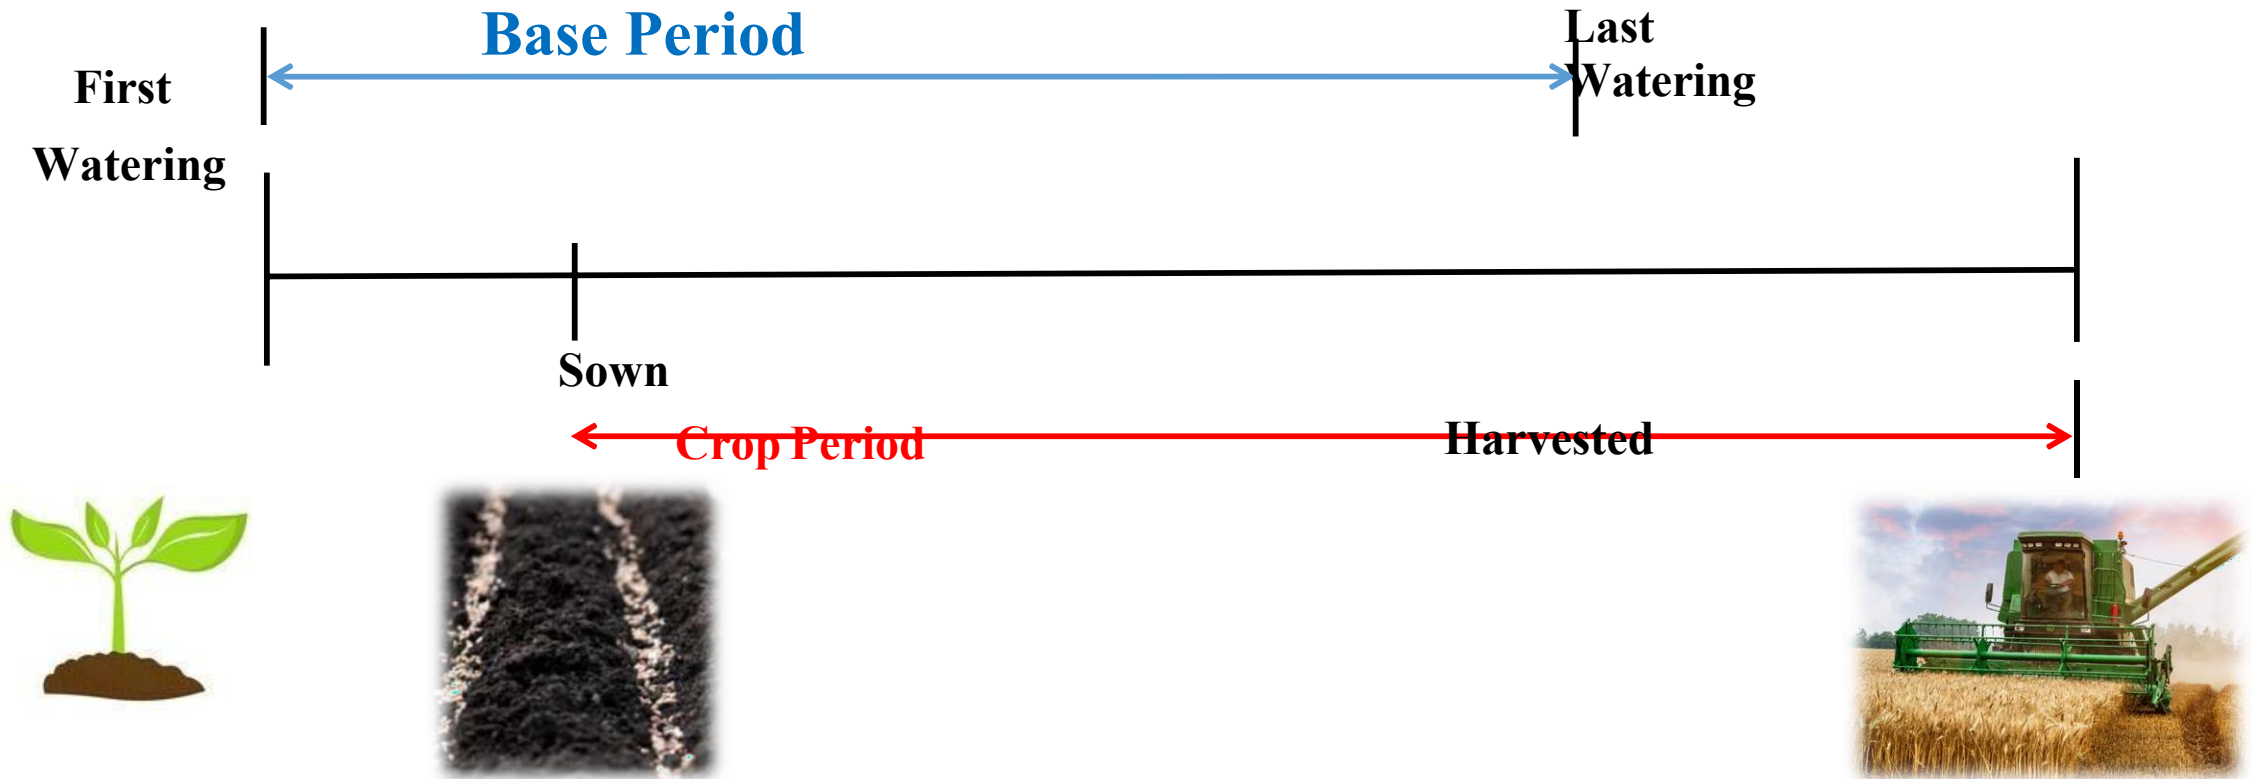 Base Period
Last
Watering
First
Watering
Sown
Crop Period
Harvested